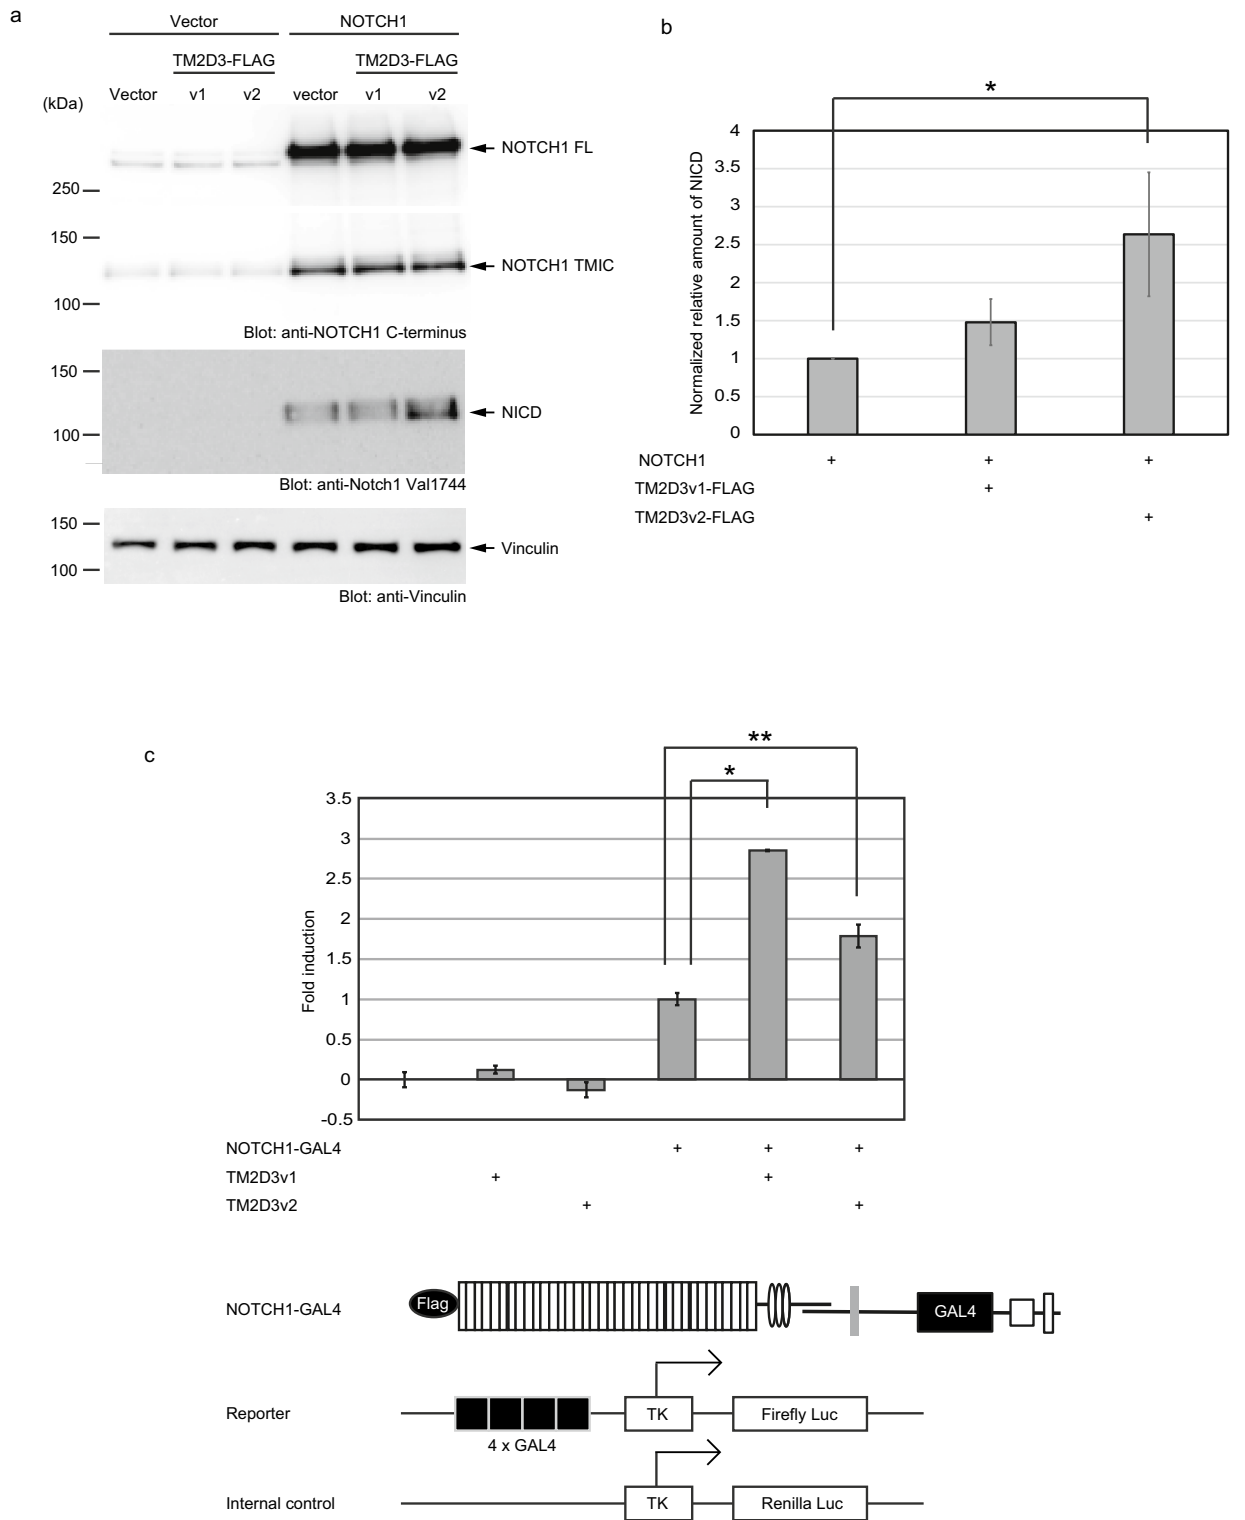 a
Vector NOTCH1
TM2D3-FLAG TM2D3-FLAG
(kDa) Vector v1 v2 vector v1 v2
NOTCH1 FL
250
150
NOTCH1 TMIC
100
Blot: anti-NOTCH1 C-terminus
150
NICD
100
Blot: anti-Notch1 Val1744
150
Vinculin
100
Blot: anti-Vinculin
b
*
Normalized relative amount of NICD
4
3.5
3
2.5
2
1.5
1
0.5
0
NOTCH1 + + +
TM2D3v1-FLAG +
TM2D3v2-FLAG +
c
**
*
Fold induction
3.5
3
2.5
2
1.5
1
0.5
0
-0.5
NOTCH1-GAL4 + + +
TM2D3v1 + +
TM2D3v2 + +
NOTCH1-GAL4 Flag GAL4
Reporter TK Firefly Luc
4 x GAL4
Internal control TK Renilla Luc